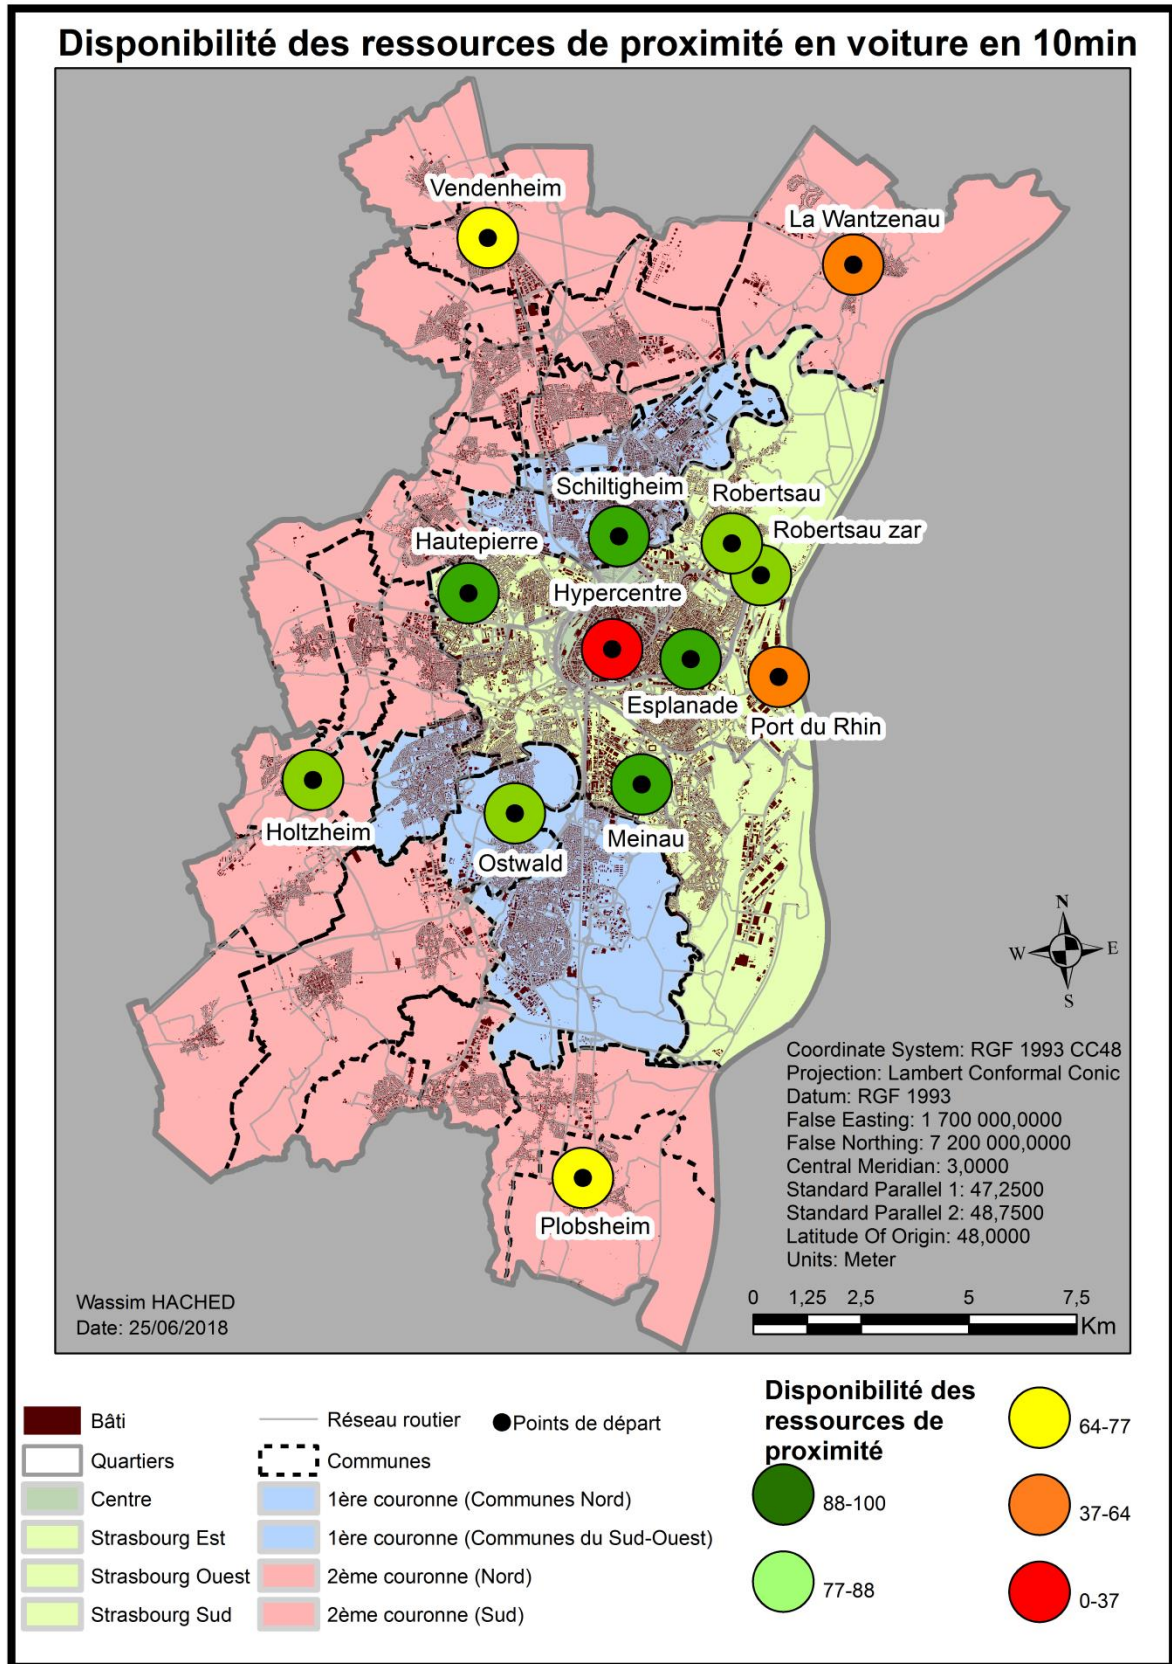 Disponibilité des ressources de proximité en voiture en 10min
Vendenheim
La Wantzenau
Schiltigheim
Robertsau
Robertsau zar
Hautepierre
Hypercentre
Esplanade
Port du Rhin
Holtzheim
Ostwald
Meinau
Plobsheim
N
W
E
S
Coordinate System: RGF 1993 CC48
Projection: Lambert Conformal Conic
Datum: RGF 1993
False Easting: 1 700 000,0000
False Northing: 7 200 000,0000
Central Meridian: 3,0000
Standard Parallel 1: 47,2500
Standard Parallel 2: 48,7500
Latitude Of Origin: 48,0000
Units: Meter
Wassim HACHED
Date: 25/06/2018
0 1,25 2,5 5 7,5
Km
Bâti
Quartiers
Centre
Strasbourg Est
Strasbourg Ouest
Strasbourg Sud
Réseau routier
Points de départ
Communes
1ère couronne (Communes Nord)
1ère couronne (Communes du Sud-Ouest)
2ème couronne (Nord)
2ème couronne (Sud)
Disponibilité des
ressources de
proximité
88-100
77-88
64-77
37-64
0-37